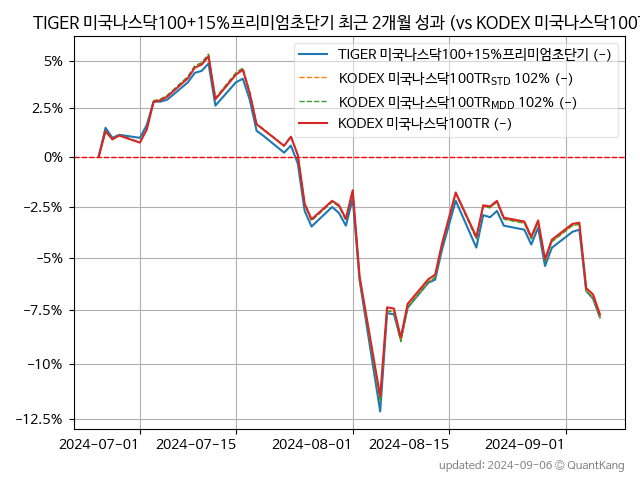 TIGER 미국나스닥100+15%프리미엄초단기 최근 2개월 성과 (vs KODEX 미국나스닥100T
TIGER 미국나스닥100+15%프리미엄초단기 (−)
KODEX 미국나스닥100TR_STD 102% (−)
KODEX 미국나스닥100TR_MDD 102% (−)
KODEX 미국나스닥100TR (−)
5%
2.5%
0%
−2.5%
−5%
−7.5%
−10%
−12.5%
2024-07-01 2024-07-15 2024-08-01 2024-08-15 2024-09-01
updated: 2024-09-06 © QuantKang